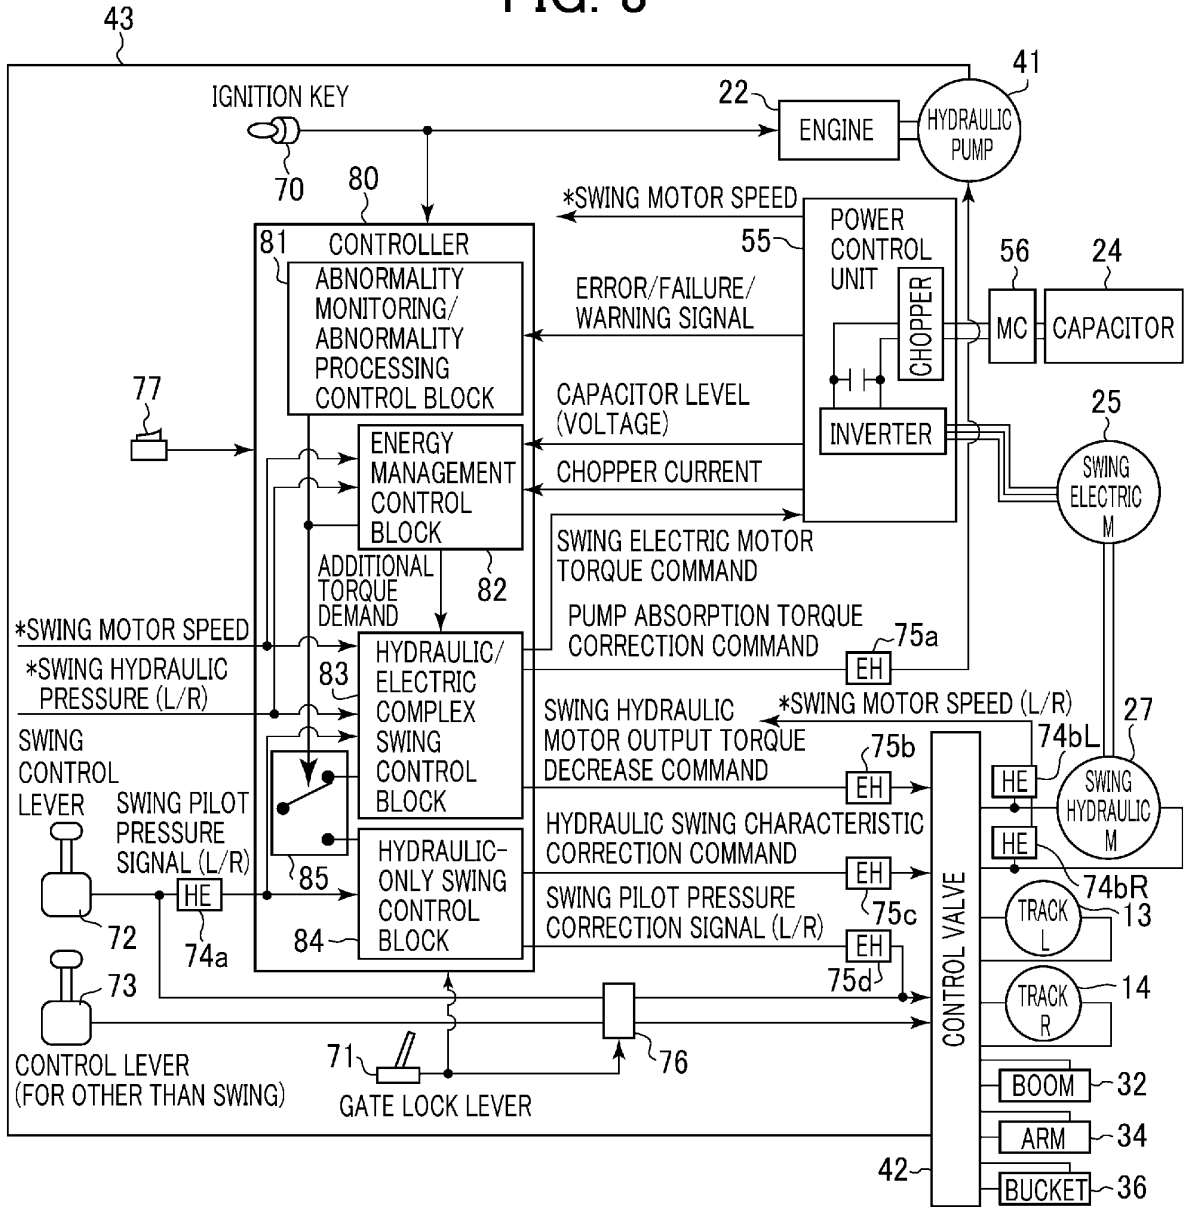 FIG. 3
43
41
IGNITION KEY
22
ENGINE
HYDRAULIC
PUMP
70
80
*SWING MOTOR SPEED
81
CONTROLLER
55
POWER
CONTROL
UNIT
56
24
ABNORMALITY
MONITORING/
ABNORMALITY
PROCESSING
CONTROL BLOCK
ERROR/FAILURE/
WARNING SIGNAL
CHOPPER
MC
CAPACITOR
77
CAPACITOR LEVEL
(VOLTAGE)
INVERTER
25
ENERGY
MANAGEMENT
CONTROL
BLOCK
CHOPPER CURRENT
SWING
ELECTRIC
M
82
SWING ELECTRIC MOTOR
TORQUE COMMAND
ADDITIONAL
TORQUE
DEMAND
PUMP ABSORPTION TORQUE
CORRECTION COMMAND
75a
EH
*SWING MOTOR SPEED
*SWING HYDRAULIC
PRESSURE (L/R)
83
HYDRAULIC/
ELECTRIC
COMPLEX
SWING
CONTROL
BLOCK
*SWING MOTOR SPEED (L/R)
SWING HYDRAULIC
MOTOR OUTPUT TORQUE
DECREASE COMMAND
75b
EH
74bL
27
HE
SWING
HYDRAULIC
M
HE
74bR
SWING
CONTROL
LEVER
SWING PILOT
PRESSURE
SIGNAL (L/R)
85
HYDRAULIC-
ONLY SWING
CONTROL
BLOCK
HYDRAULIC SWING CHARACTERISTIC
CORRECTION COMMAND
EH
75c
SWING PILOT PRESSURE
CORRECTION SIGNAL (L/R)
EH
75d
HE
72
74a
84
TRACK
L
13
73
TRACK
R
14
CONTROL VALVE
CONTROL LEVER
(FOR OTHER THAN SWING)
71
GATE LOCK LEVER
76
BOOM
32
ARM
34
42
BUCKET
36